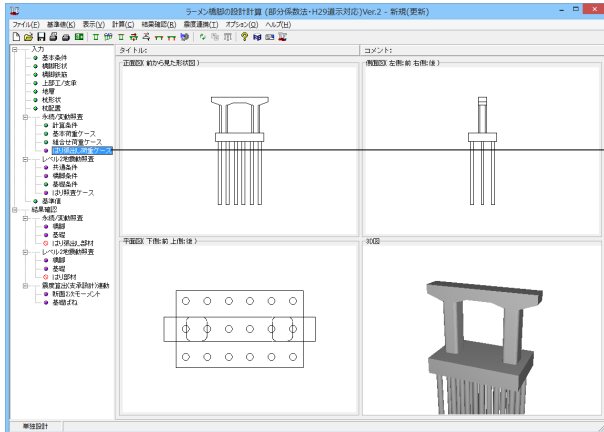 ラーメン橋脚の設計計算 (部分係数法・H29道示対応)Ver.2 - 新規(更新)
ファイル(F) 基準値(K) 表示(V) 計算(C) 結果確認(R) 震度連携(T) オプション(O) ヘルプ(H)
入力
基本条件
橋脚形状
橋脚鉄筋
上部工/支承
地層
杭形状
杭配置
永続/変動照査
計算条件
基本荷重ケース
組合せ荷重ケース
はり張出し荷重ケース
レベル2地震動照査
共通条件
橋脚条件
基礎条件
はり照査ケース
基準値
結果確認
永続/変動照査
橋脚
基礎
はり張出し部材
レベル2地震動照査
橋脚
基礎
はり部材
震度算出(支承設計)連動
断面2次モーメント
基礎ばね
タイトル:
コメント:
正面図( 前から見た形状図 )
側面図( 左側:前 右側:後 )
平面図( 下側:前 上側:後 )
3D図
単独設計